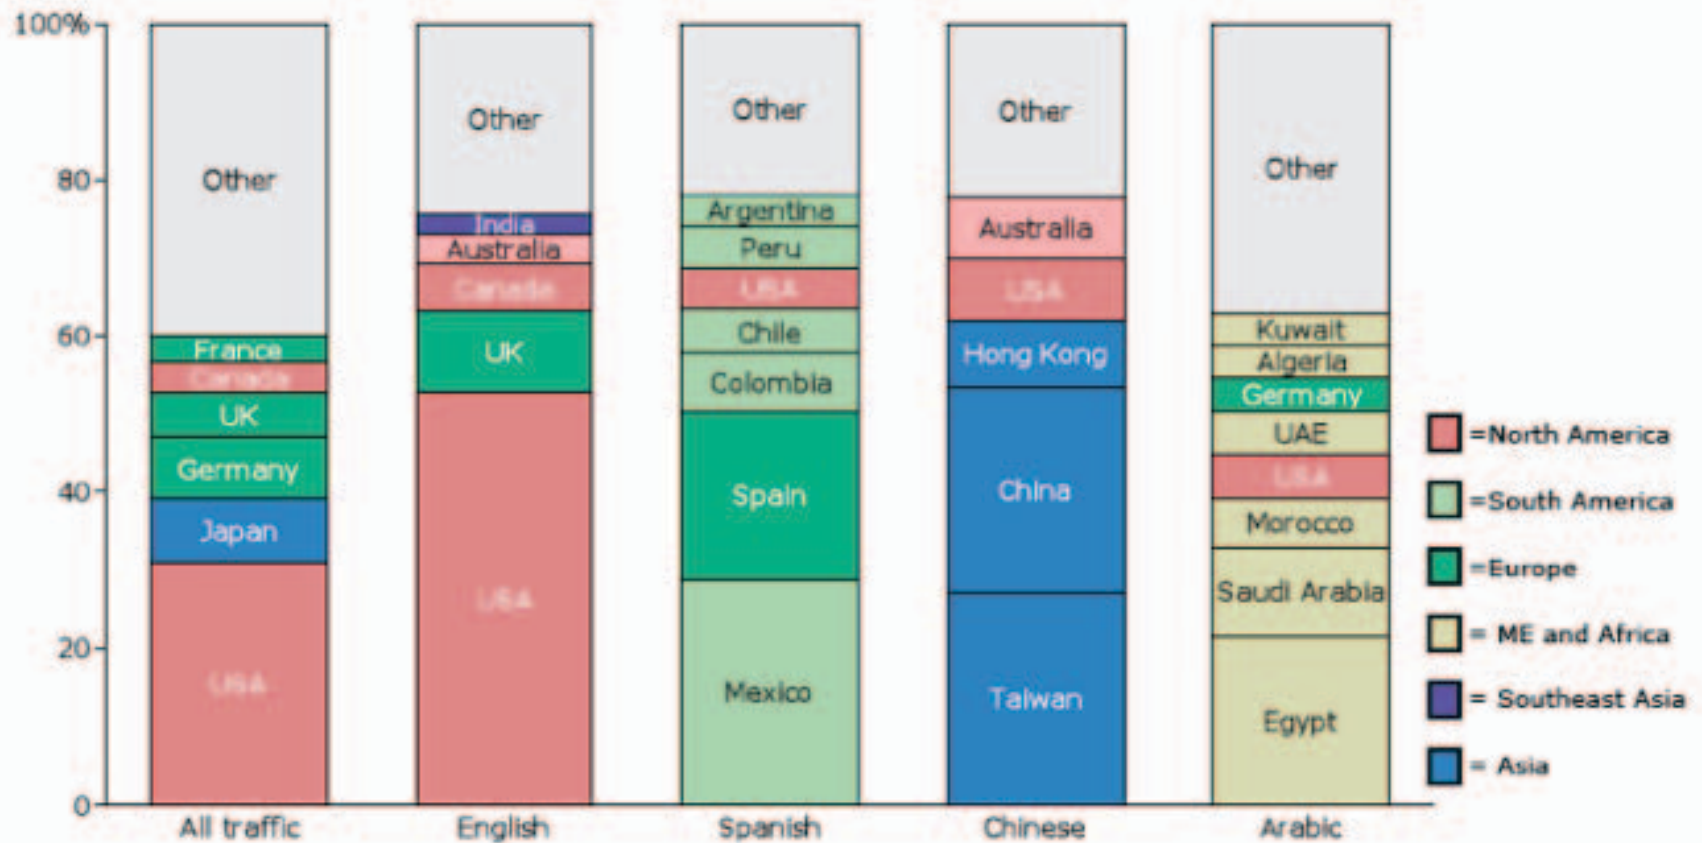 100%
80
60
40
20
0
Other
France
Canada
UK
Germany
Japan
USA
All traffic
Other
India
Australia
Canada
UK
USA
English
Other
Argentina
Peru
USA
Chile
Colombia
Spain
Mexico
Spanish
Other
Australia
USA
Hong Kong
China
Taiwan
Chinese
Other
Kuwait
Algeria
Germany
UAE
USA
Morocco
Saudi Arabia
Egypt
Arabic
=North America
=South America
=Europe
= ME and Africa
= Southeast Asia
= Asia